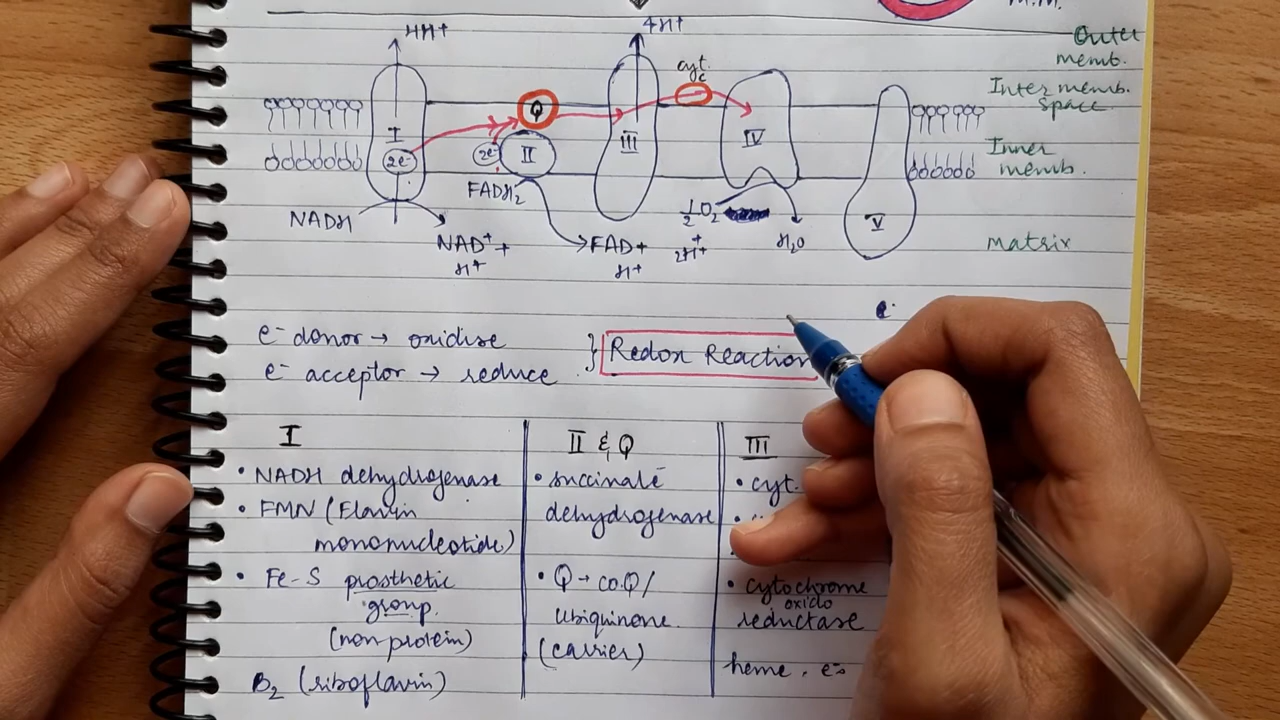 M.M.
4H+
4H+
Outer
memb.
cyt.
c
Inter memb.
space
Q
I
III
IV
2e-
2e-
II
Inner
memb.
FADH2
NADH
1/2 O2
V
NAD+ +
H+
FAD+
H+
+
2H+
H2O
matrix
e-
e- donor → oxidise
e- acceptor → reduce
} Redox Reaction
I
• NADH dehydrogenase
• FMN (Flavin
mononucleotide)
• Fe-S prosthetic
group.
(non protein)
B2 (riboflavin)
II & Q
• succinate
dehydrogenase
• Q → COQ/
Ubiquinone.
(carrier)
III
• cyt.
• cytochrome
oxido
reductase
heme.